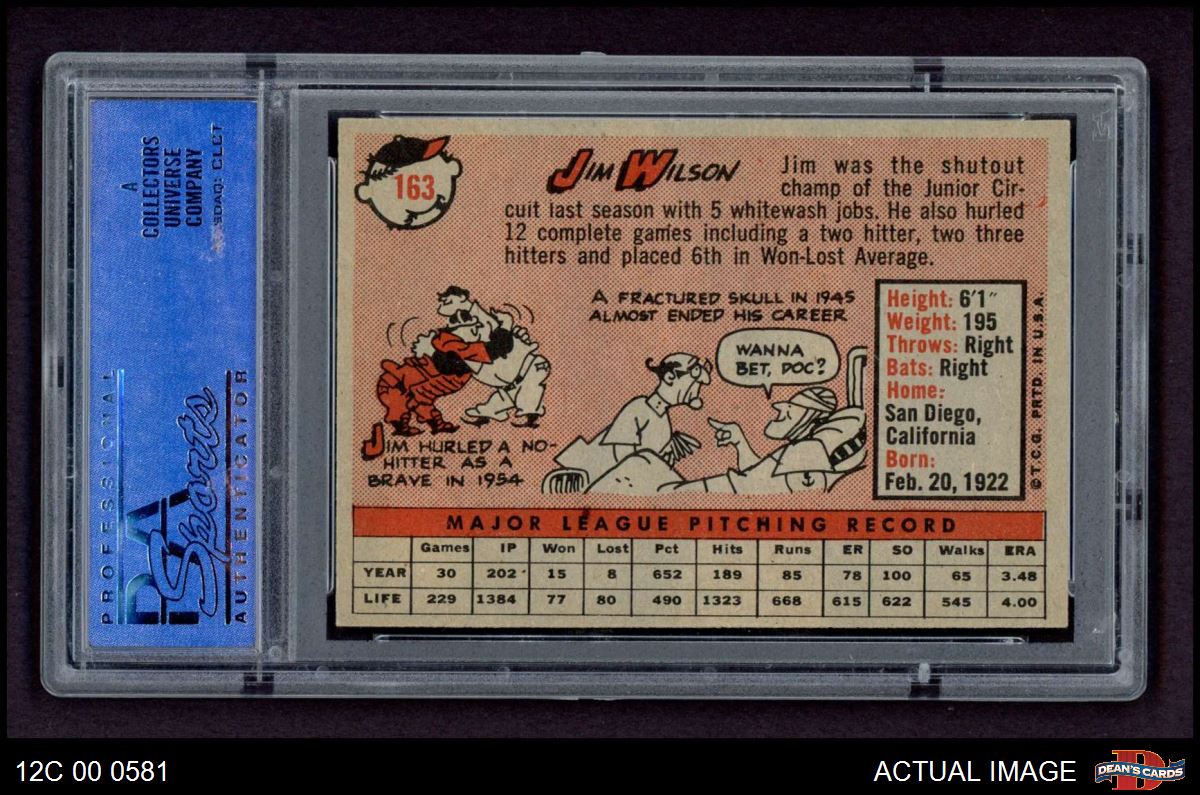 A
COLLECTORS
UNIVERSE
COMPANY
NASDAQ: CLCT
PROFESSIONAL
PSA
Sports
AUTHENTICATOR
163
JIM WILSON
Jim was the shutout
champ of the Junior Cir-
cuit last season with 5 whitewash jobs. He also hurled
12 complete games including a two hitter, two three
hitters and placed 6th in Won-Lost Average.
A FRACTURED SKULL IN 1945
ALMOST ENDED HIS CAREER
WANNA
BET, DOC?
JIM HURLED A NO-
HITTER AS A
BRAVE IN 1954
Height: 6'1"
Weight: 195
Throws: Right
Bats: Right
Home:
San Diego,
California
Born:
Feb. 20, 1922
©T.C.G. PRTD. IN U.S.A.
MAJOR LEAGUE PITCHING RECORD
Games IP Won Lost Pct Hits Runs ER SO Walks ERA
YEAR 30 202 15 8 652 189 85 78 100 65 3.48
LIFE 229 1384 77 80 490 1323 668 615 622 545 4.00
12C 00 0581
ACTUAL IMAGE
D
DEAN'S CARDS